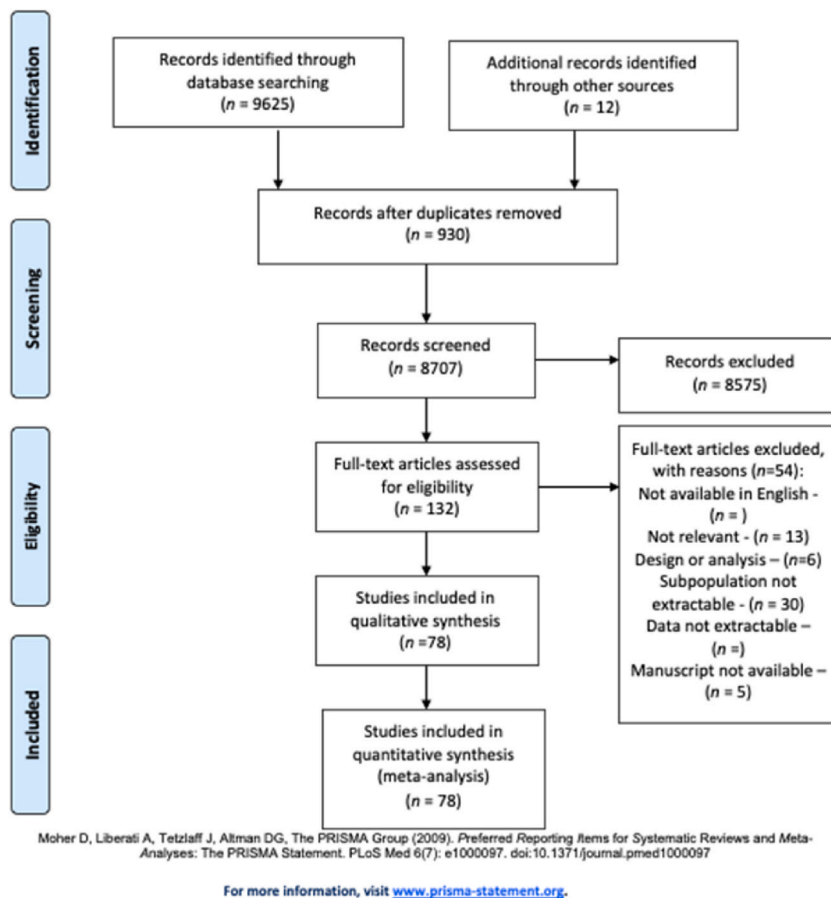 Identification
Records identified through
database searching
(n = 9625)
Additional records identified
through other sources
(n = 12)
Records after duplicates removed
(n = 930)
Screening
Records screened
(n = 8707)
Records excluded
(n = 8575)
Eligibility
Full-text articles assessed
for eligibility
(n = 132)
Full-text articles excluded,
with reasons (n=54):
Not available in English -
(n = )
Not relevant - (n = 13)
Design or analysis – (n=6)
Subpopulation not
extractable - (n = 30)
Data not extractable –
(n =)
Manuscript not available –
(n = 5)
Studies included in
qualitative synthesis
(n =78)
Included
Studies included in
quantitative synthesis
(meta-analysis)
(n = 78)
Moher D, Liberati A, Tetzlaff J, Altman DG, The PRISMA Group (2009). Preferred Reporting Items for Systematic Reviews and Meta-
Analyses: The PRISMA Statement. PLoS Med 6(7): e1000097. doi:10.1371/journal.pmed1000097
For more information, visit www.prisma-statement.org.